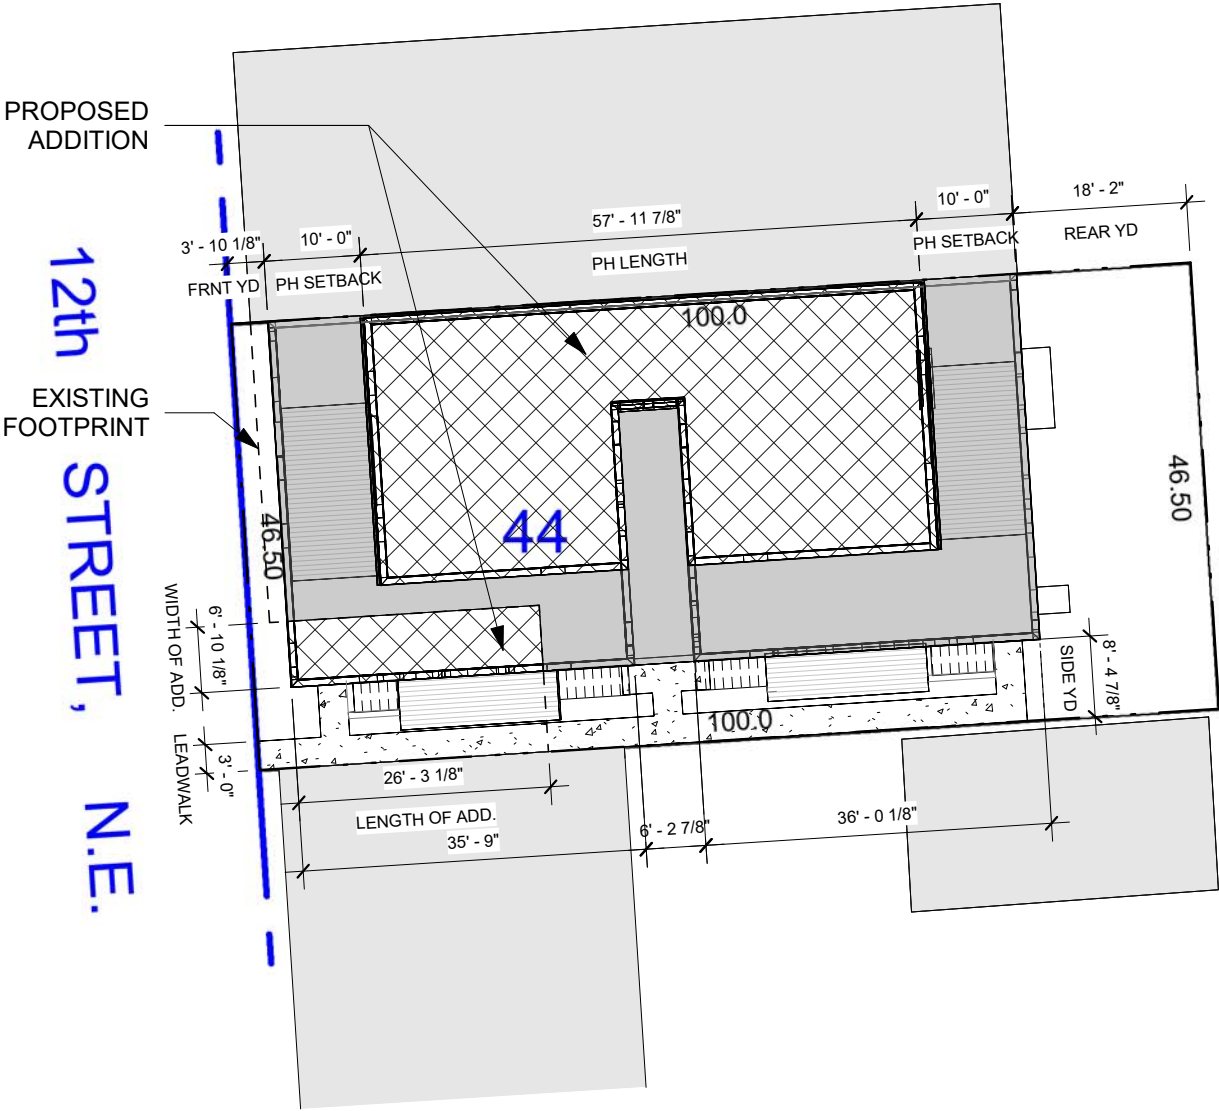 PROPOSED
ADDITION
3' - 10 1/8"
10' - 0"
57' - 11 7/8"
10' - 0"
18' - 2"
FRNT YD
PH SETBACK
PH LENGTH
PH SETBACK
REAR YD
100.0
12th STREET, N.E.
EXISTING
FOOTPRINT
46.50
44
46.50
WIDTH OF ADD.
6' - 10 1/8"
LEADWALK
3' - 0"
SIDE YD
8' - 4 7/8"
100.0
26' - 3 1/8"
LENGTH OF ADD.
35' - 9"
6' - 2 7/8"
36' - 0 1/8"